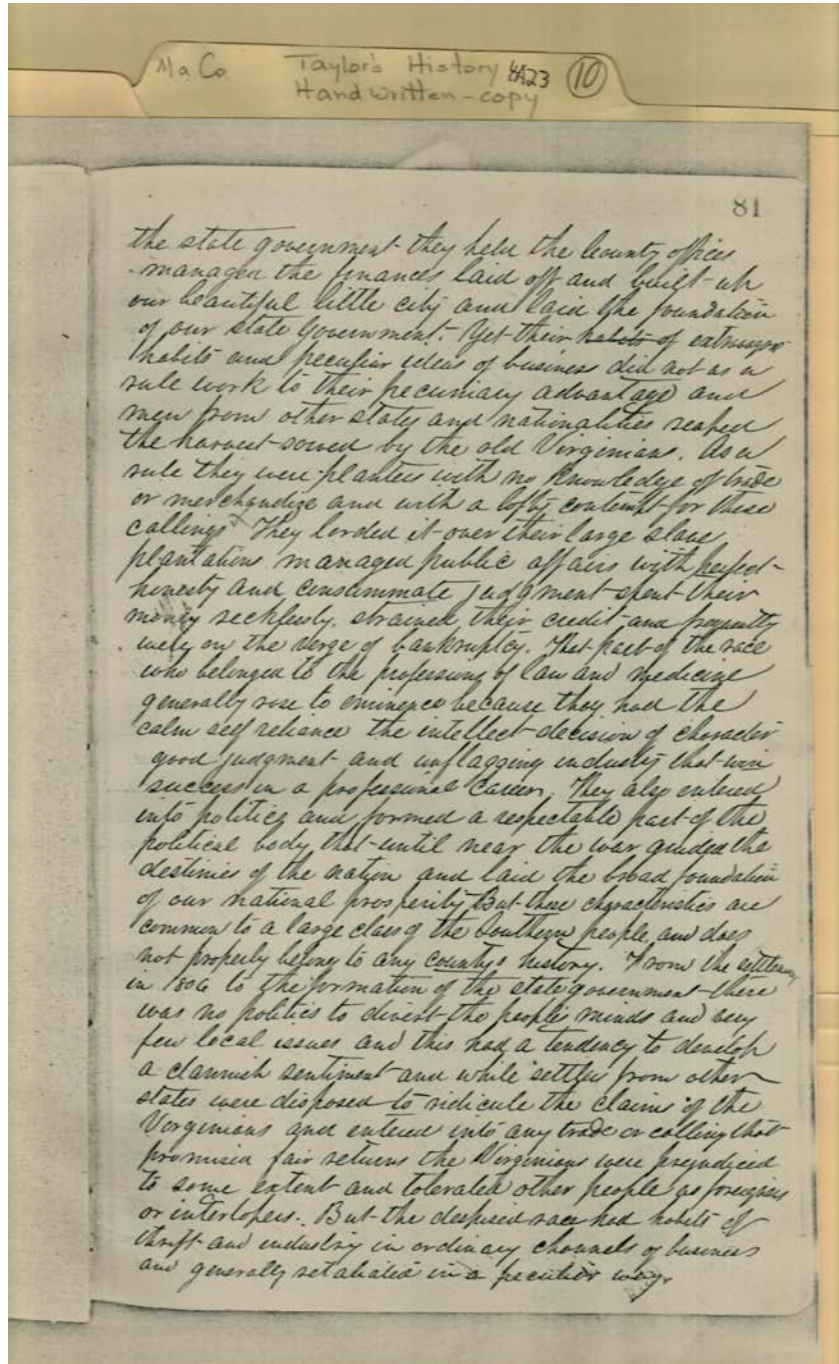 Ma Co. Taylor's History 4A23 10
Handwritten-copy
81
the state government they held the County offices
managed the finances laid off and built up
our beautiful little city and laid the foundation
of our state Government. Yet their habits of extravagant
habits and peculiar ideas of business did not as a
rule work to their pecuniary advantage and
men from other states and nationalities reaped
the harvest sowed by the old Virginians. As a
rule they were planters with no knowledge of trade
or merchandize and with a lofty contempt for these
callings They lorded it over their large slave
plantations managed public affairs with perfect
honesty and consummate judgment spent their
money recklessly, strained their credit and frequently
were on the verge of bankruptcy. That part of the race
who belonged to the professions of law and medicine
generally rose to eminence because they had the
calm self reliance the intellect decision of character
good judgment and unflagging industry that win
success in a professional career. They also entered
into politics and formed a respectable part of the
political body that until near the war guided the
destinies of the nation and laid the broad foundation
of our national prosperity But these characteristics are
common to a large class of the Southern people, and does
not properly belong to any countys history. From the settlement
in 1806 to the formation of the state government there
was no politics to divert the peoples minds and very
few local issues and this had a tendency to develop
a clannish sentiment and while settlers from other
states were disposed to ridicule the claims of the
Virginians and entered into any trade or calling that
promised fair returns the Virginians were prejudiced
to some extent and tolerated other people as foreigners
or interlopers. But the despised race had habits of
thrift and industry in ordinary channels of business
and generally retaliated in a peculiar way.